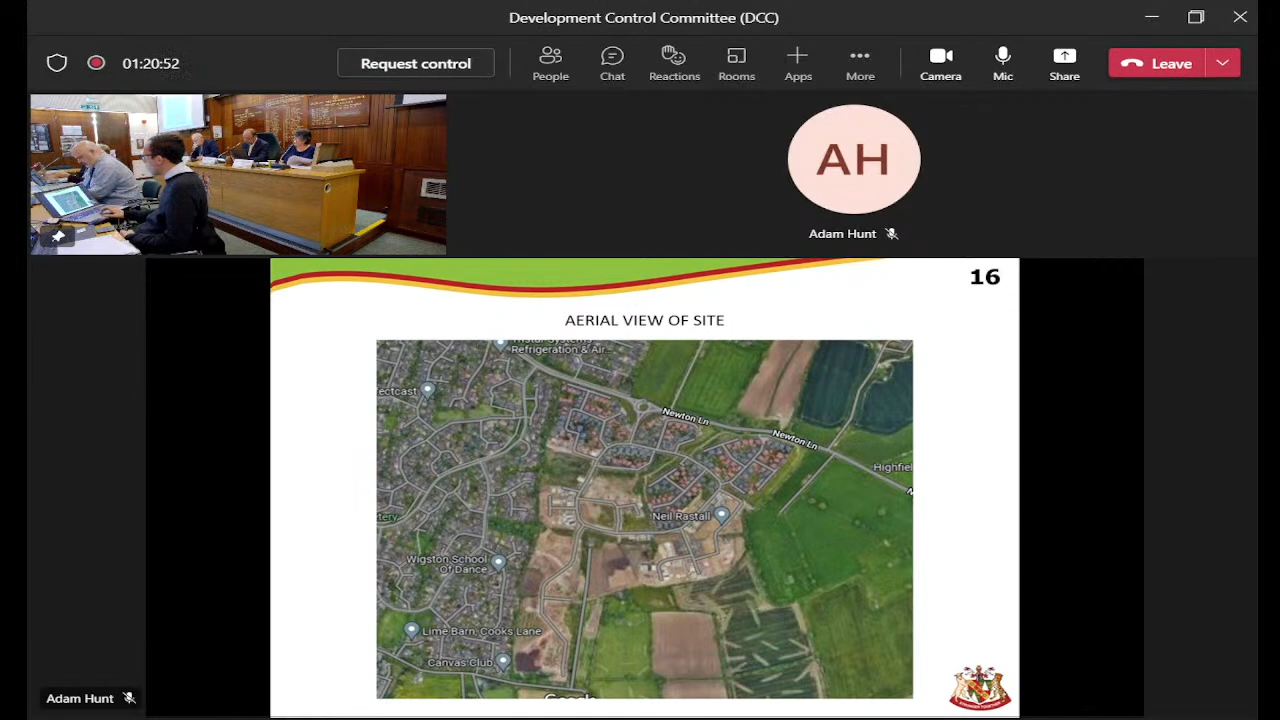 Development Control Committee (DCC)
01:20:52
Request control
People
Chat
Reactions
Rooms
Apps
More
Camera
Mic
Share
Leave
AH
Adam Hunt
16
AERIAL VIEW OF SITE
Refrigeration & Air...
Newton Ln
Newton Ln
Highfiel
Neil Rastall
Wigston School
Of Dance
Lime Barn, Cooks Lane
Canvas Club
Google
Adam Hunt